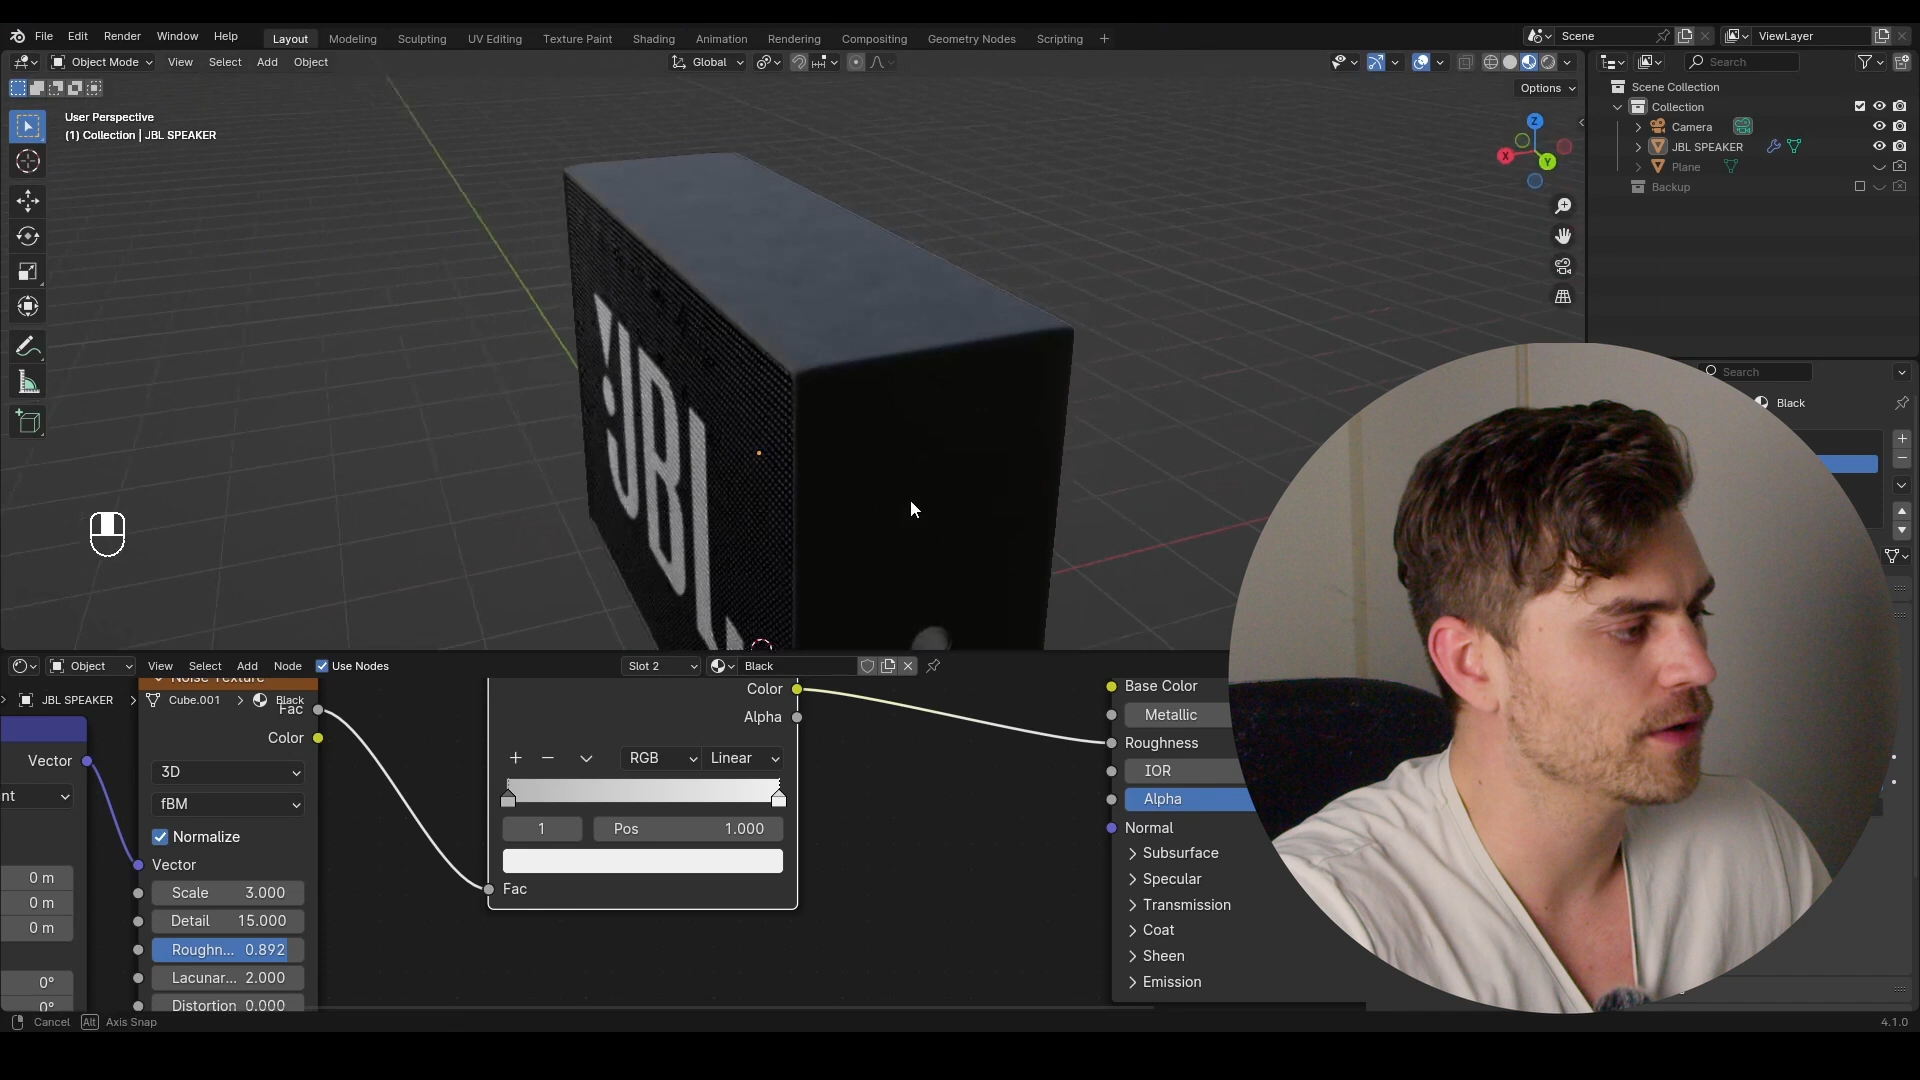 File Edit Render Window Help
Layout Modeling Sculpting UV Editing Texture Paint Shading Animation Rendering Compositing Geometry Nodes Scripting +
Scene
ViewLayer
Object Mode View Select Add Object
Global
Search
Options
User Perspective
(1) Collection | JBL SPEAKER
Scene Collection
Collection
Camera
JBL SPEAKER
Plane
Backup
Z
X
Y
!JBL
Search
Black
Object View Select Add Node Use Nodes
Slot 2
Black
JBL SPEAKER
Cube.001
Black
Noise Texture
Fac
Color
3D
fBM
Normalize
Vector
Scale 3.000
Detail 15.000
Roughn... 0.892
Lacunar... 2.000
Distortion 0.000
Vector
nt
0 m
0 m
0 m
0°
0°
Color
Alpha
RGB
Linear
1
Pos 1.000
Fac
Base Color
Metallic
Roughness
IOR
Alpha
Normal
Subsurface
Specular
Transmission
Coat
Sheen
Emission
Cancel
Alt Axis Snap
4.1.0